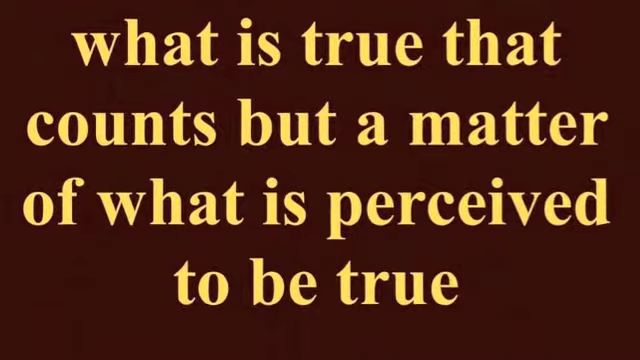 what is true that
counts but a matter
of what is perceived
to be true